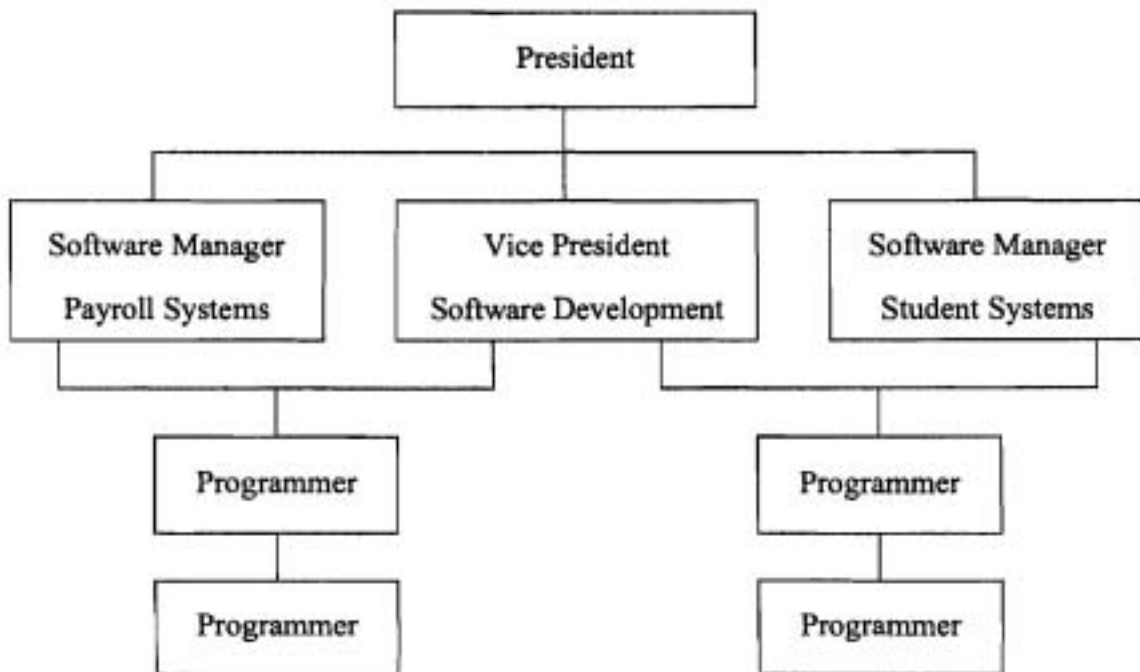 President
Software Manager
Payroll Systems
Vice President
Software Development
Software Manager
Student Systems
Programmer
Programmer
Programmer
Programmer